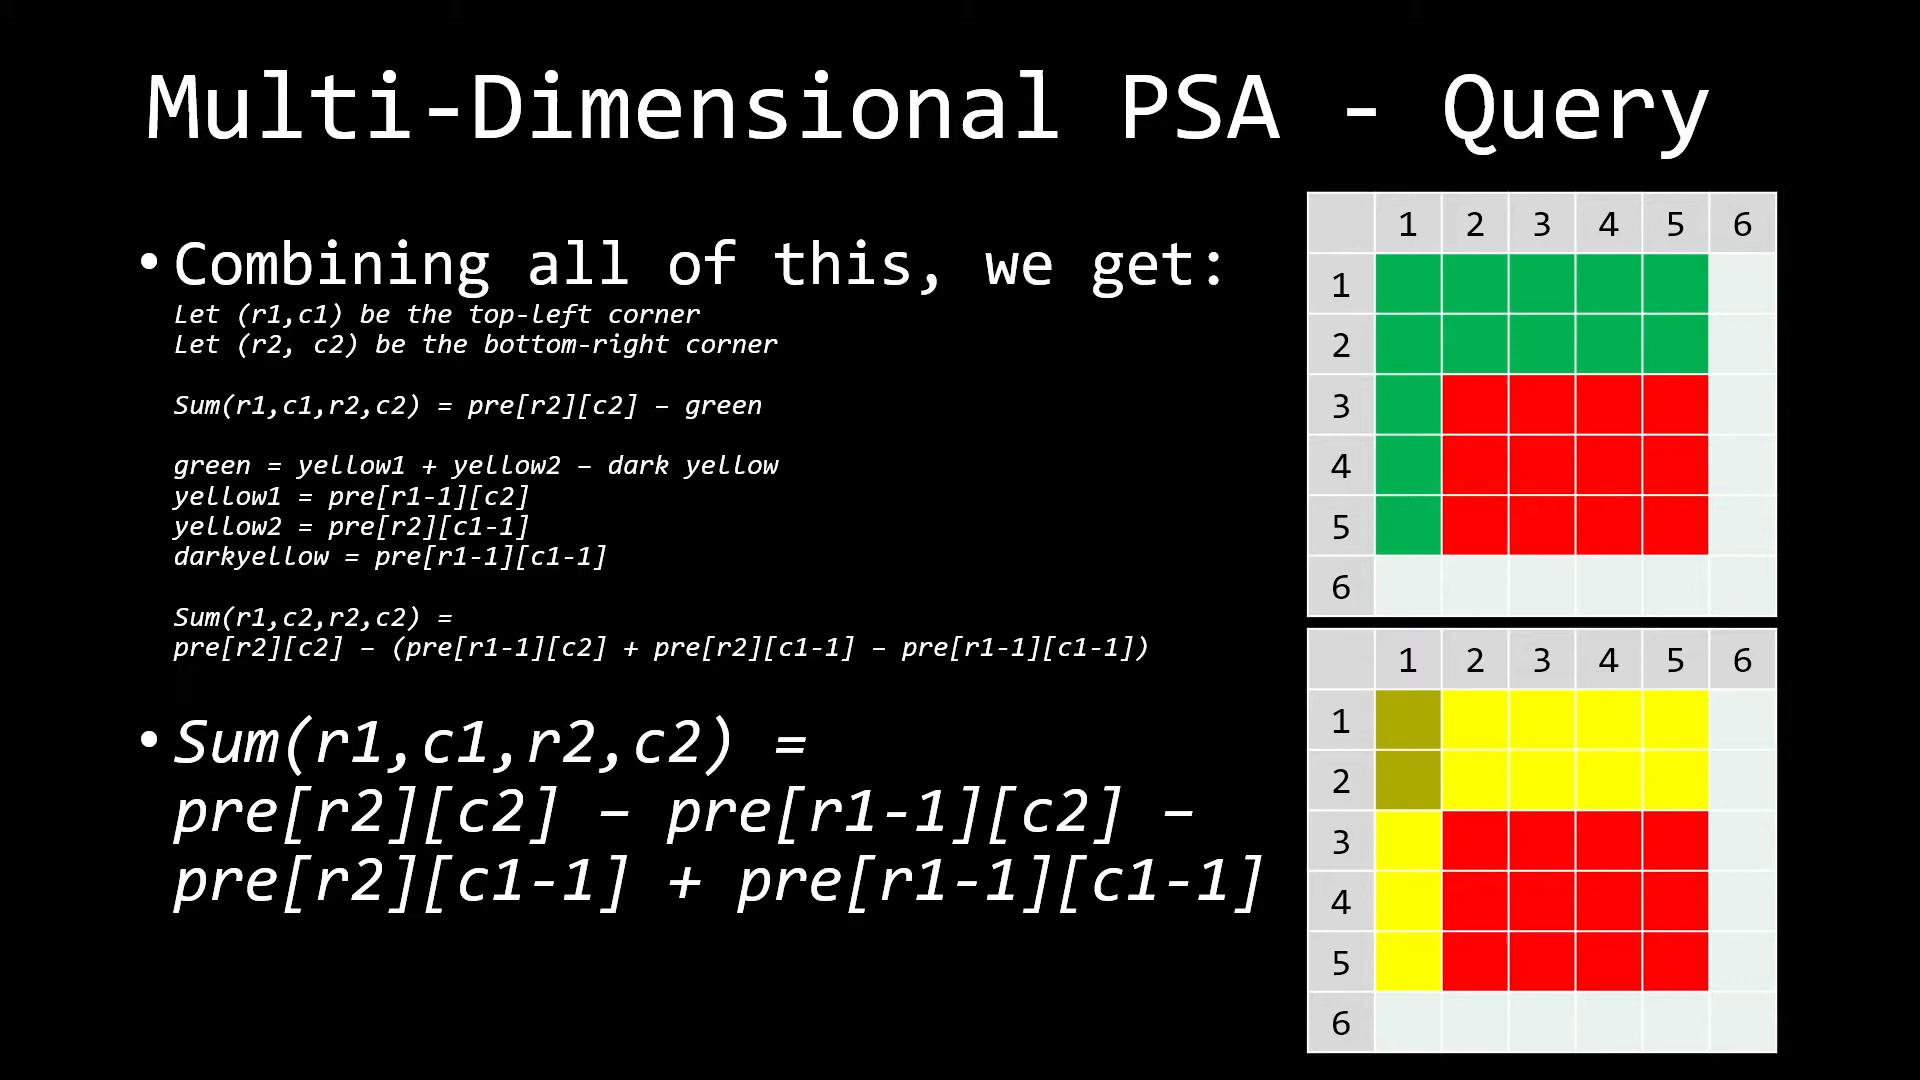 Multi-Dimensional PSA - Query
• Combining all of this, we get:
Let (r1,c1) be the top-left corner
Let (r2, c2) be the bottom-right corner
Sum(r1,c1,r2,c2) = pre[r2][c2] – green
green = yellow1 + yellow2 – dark yellow
yellow1 = pre[r1-1][c2]
yellow2 = pre[r2][c1-1]
darkyellow = pre[r1-1][c1-1]
Sum(r1,c2,r2,c2) =
pre[r2][c2] – (pre[r1-1][c2] + pre[r2][c1-1] – pre[r1-1][c1-1])
• Sum(r1,c1,r2,c2) =
pre[r2][c2] – pre[r1-1][c2] –
pre[r2][c1-1] + pre[r1-1][c1-1]
1 2 3 4 5 6
1
2
3
4
5
6
1 2 3 4 5 6
1
2
3
4
5
6